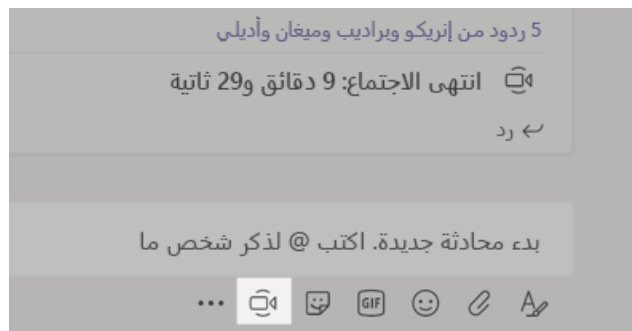 5 ردود من إنريكو وبراديب وميغان وأديلي
انتهى الاجتماع: 9 دقائق و29 ثاتية
رد
بدء محادثة جديدة. اكتب @ لذكر شخص ما
GIF